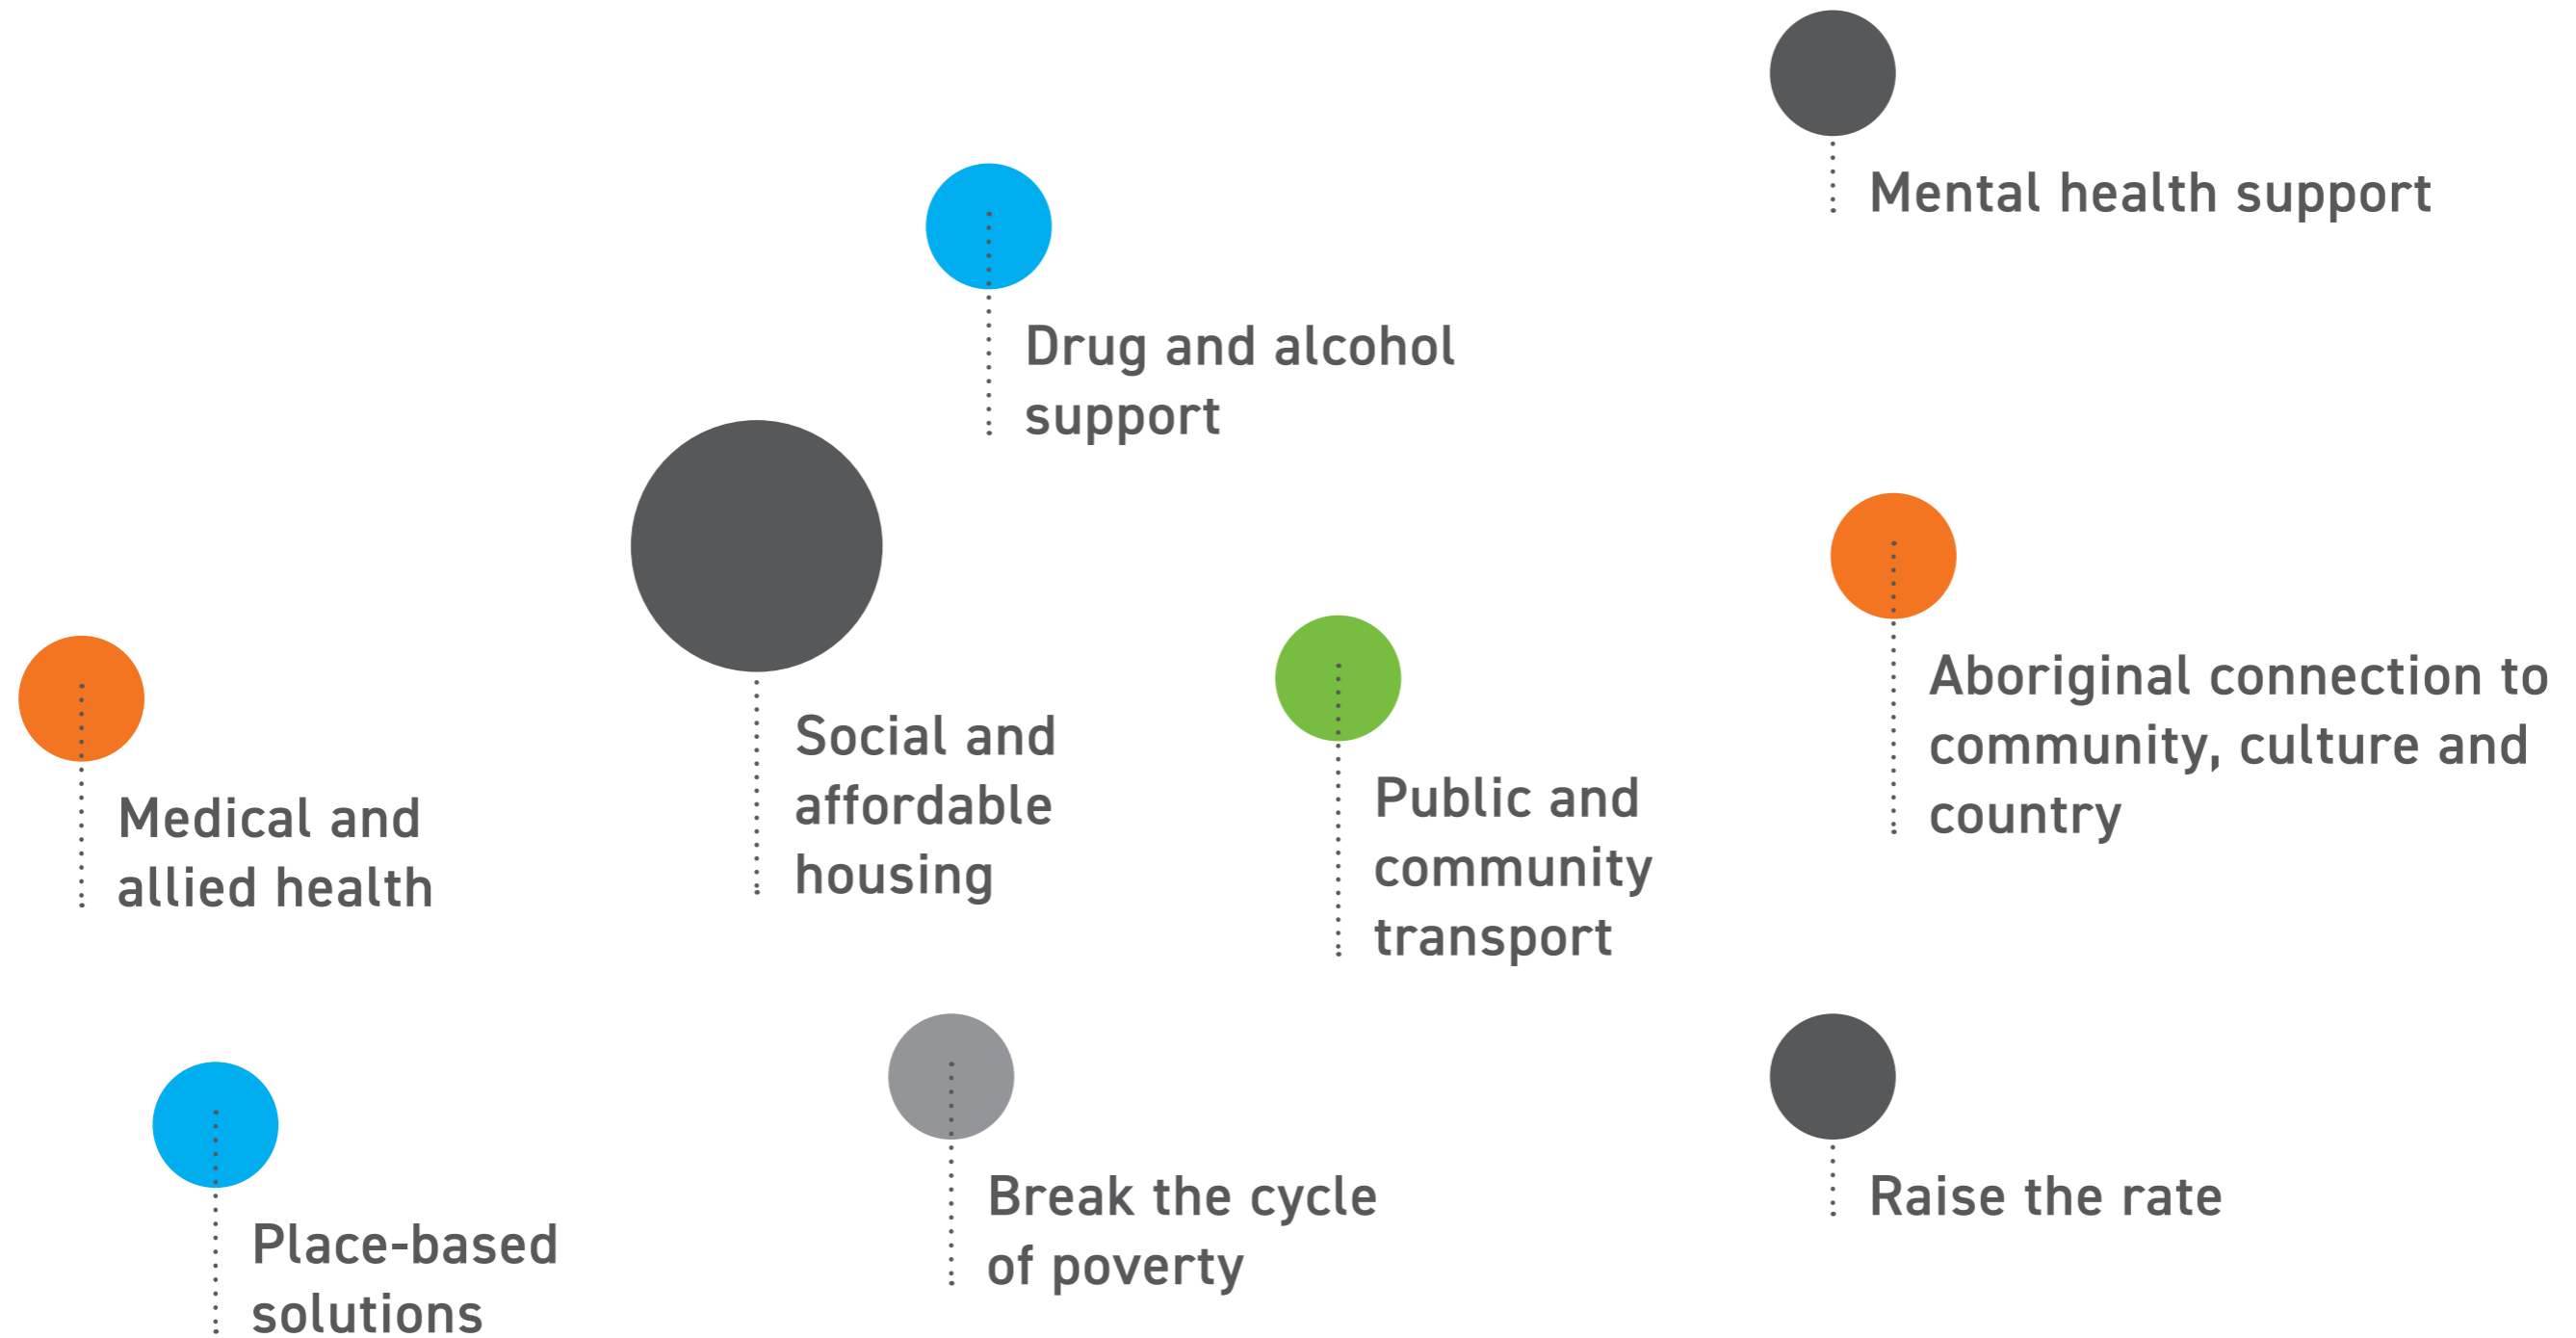 Mental health support
Drug and alcohol
support
Aboriginal connection to
community, culture and
country
Social and
affordable
housing
Public and
community
transport
Medical and
allied health
Break the cycle
of poverty
Raise the rate
Place-based
solutions